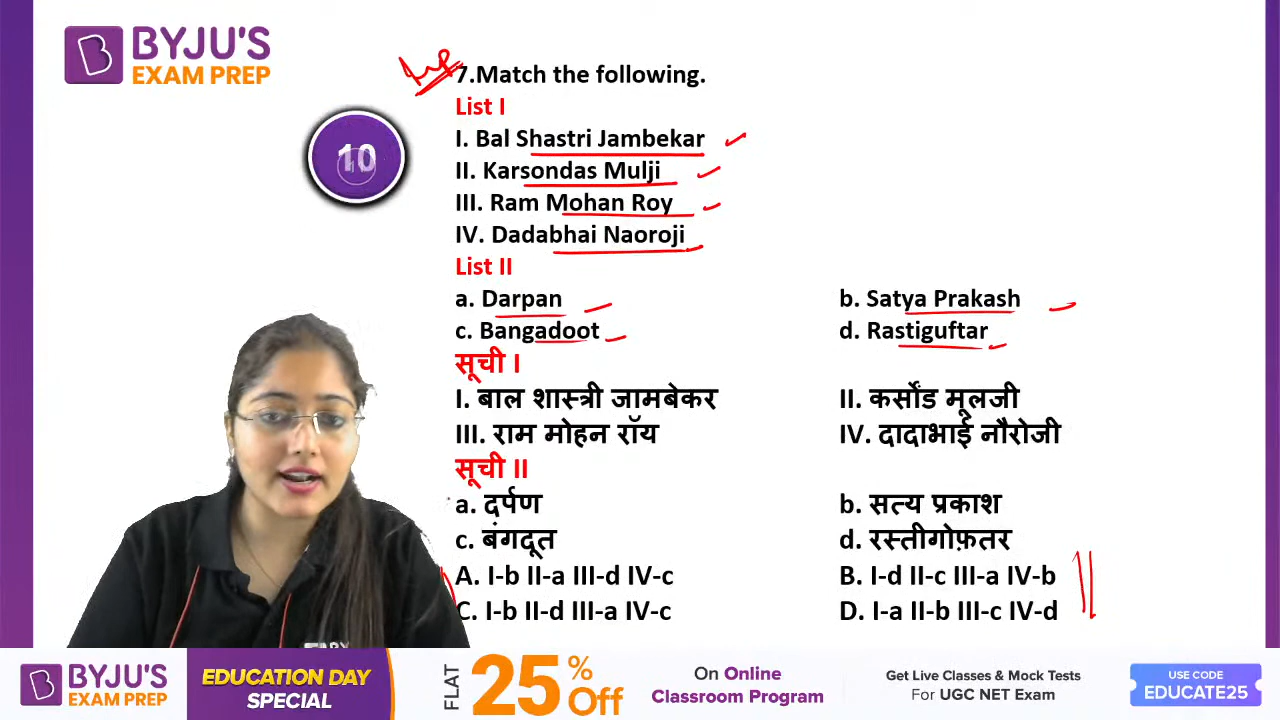 BYJU'S
EXAM PREP
Imp
7.Match the following.
List I
10
I. Bal Shastri Jambekar
II. Karsondas Mulji
III. Ram Mohan Roy
IV. Dadabhai Naoroji
List II
a. Darpan b. Satya Prakash
c. Bangadoot d. Rastiguftar
सूची I
I. बाल शास्त्री जामबेकर II. कर्सोंड मूलजी
III. राम मोहन रॉय IV. दादाभाई नौरोजी
सूची II
a. दर्पण b. सत्य प्रकाश
c. बंगदूत d. रस्तीगोफ़तर
A. I-b II-a III-d IV-c B. I-d II-c III-a IV-b
C. I-b II-d III-a IV-c D. I-a II-b III-c IV-d
BYJU'S
EXAM PREP
EDUCATION DAY
SPECIAL
FLAT
25% Off
On Online
Classroom Program
Get Live Classes & Mock Tests
For UGC NET Exam
USE CODE
EDUCATE25